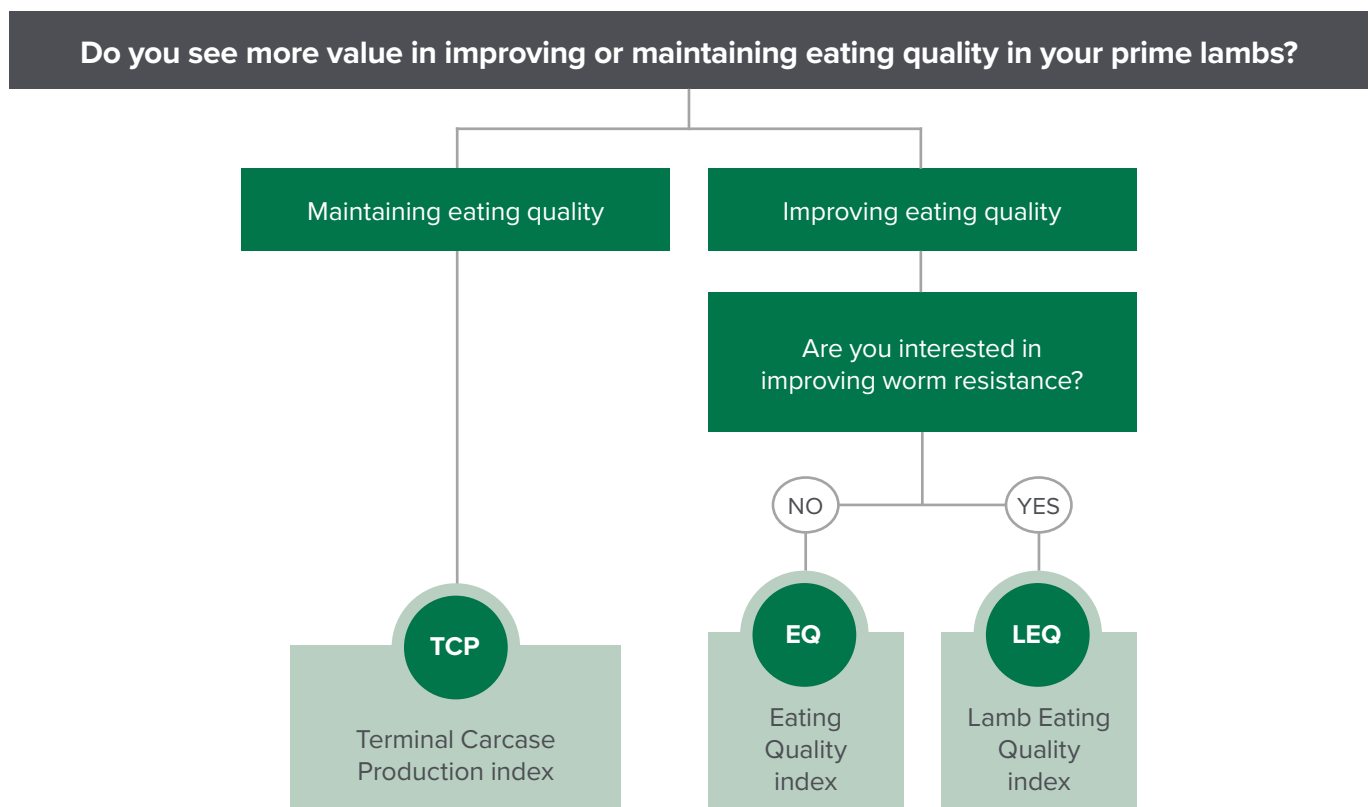 Do you see more value in improving or maintaining eating quality in your prime lambs?
Maintaining eating quality
Improving eating quality
Are you interested in
improving worm resistance?
NO
YES
TCP
Terminal Carcase
Production index
EQ
Eating
Quality
index
LEQ
Lamb Eating
Quality
index